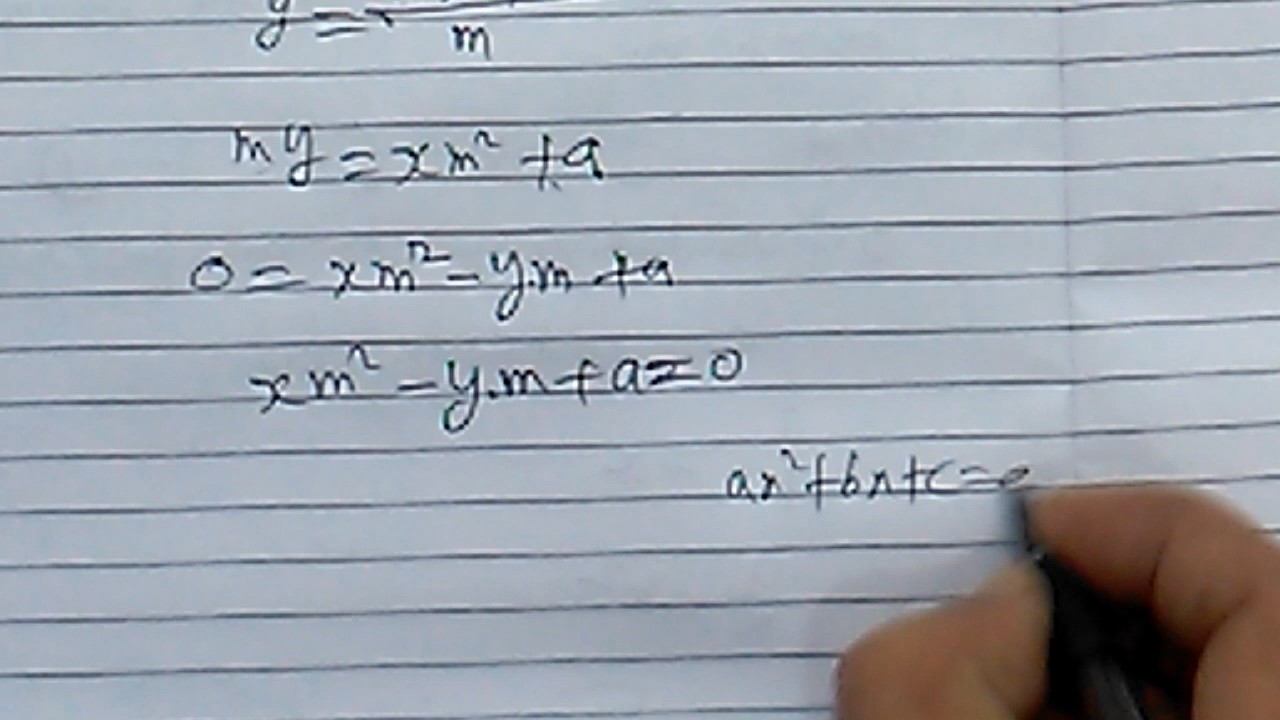 y = m
my = xm² + a
0 = xm² - y.m + a
xm² - y.m + a = 0
ax² + bx + c = 0